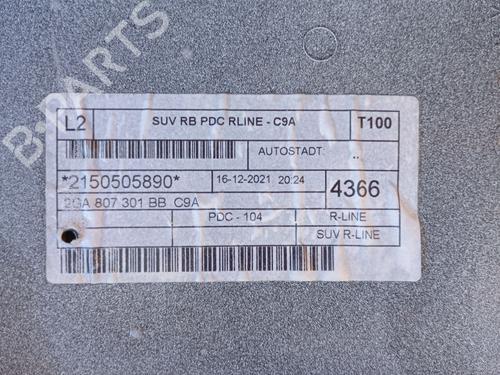 B-PARTS
L2 SUV RB PDC RLINE - C9A T100
AUTOSTADT: ..
*2150505890* 16-12-2021 20:24 4366
2GA 807 301 BB C9A
PDC - 104 R-LINE
SUV R-LINE